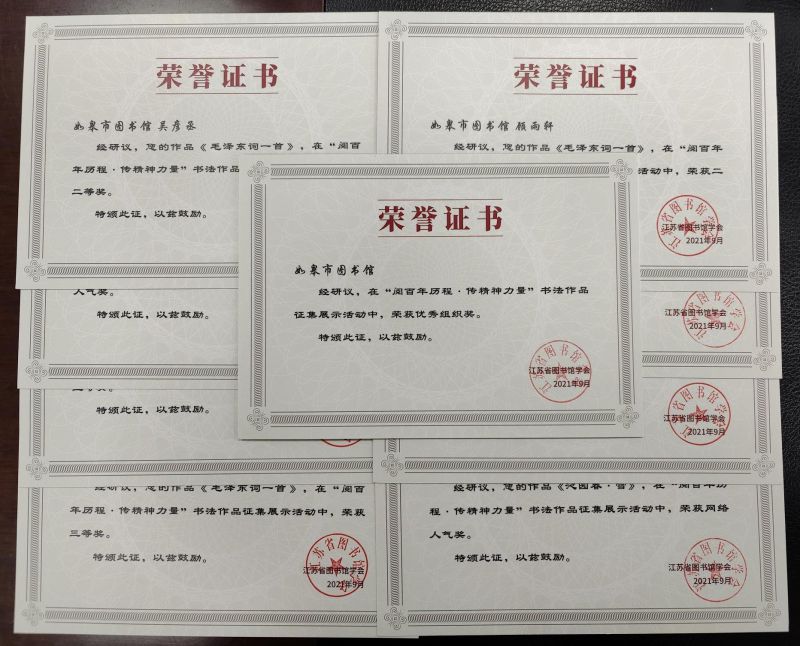 荣誉证书
如皋市图书馆 吴彦丞
经研议，您的作品《毛泽东词一首》，在“阅百
年历程·传精神力量”书法作品
二等奖。
特颁此证，以兹鼓励。
荣誉证书
如皋市图书馆 顾雨轩
经研议，您的作品《毛泽东词一首》，在“阅百
活动中，荣获二
江苏省图书馆学会
2021年9月
荣誉证书
如皋市图书馆
经研议，在“阅百年历程·传精神力量”书法作品
征集展示活动中，荣获优秀组织奖。
特颁此证，以兹鼓励。
江苏省图书馆学会
2021年9月
人气奖。
特颁此证，以兹鼓励。
江苏省图书馆学会
2021年9月
特颁此证，以兹鼓励。
江苏省图书馆学会
2021年9月
经研议，您的作品《毛泽东词一首》，在“阅百
年历程·传精神力量”书法作品征集展示活动中，荣获
三等奖。
特颁此证，以兹鼓励。
江苏省图书馆学会
2021年9月
经研议，您的作品《沁园春·雪》，在“阅百年历
程·传精神力量”书法作品征集展示活动中，荣获网络
人气奖。
特颁此证，以兹鼓励。
江苏省图书馆学会
2021年9月